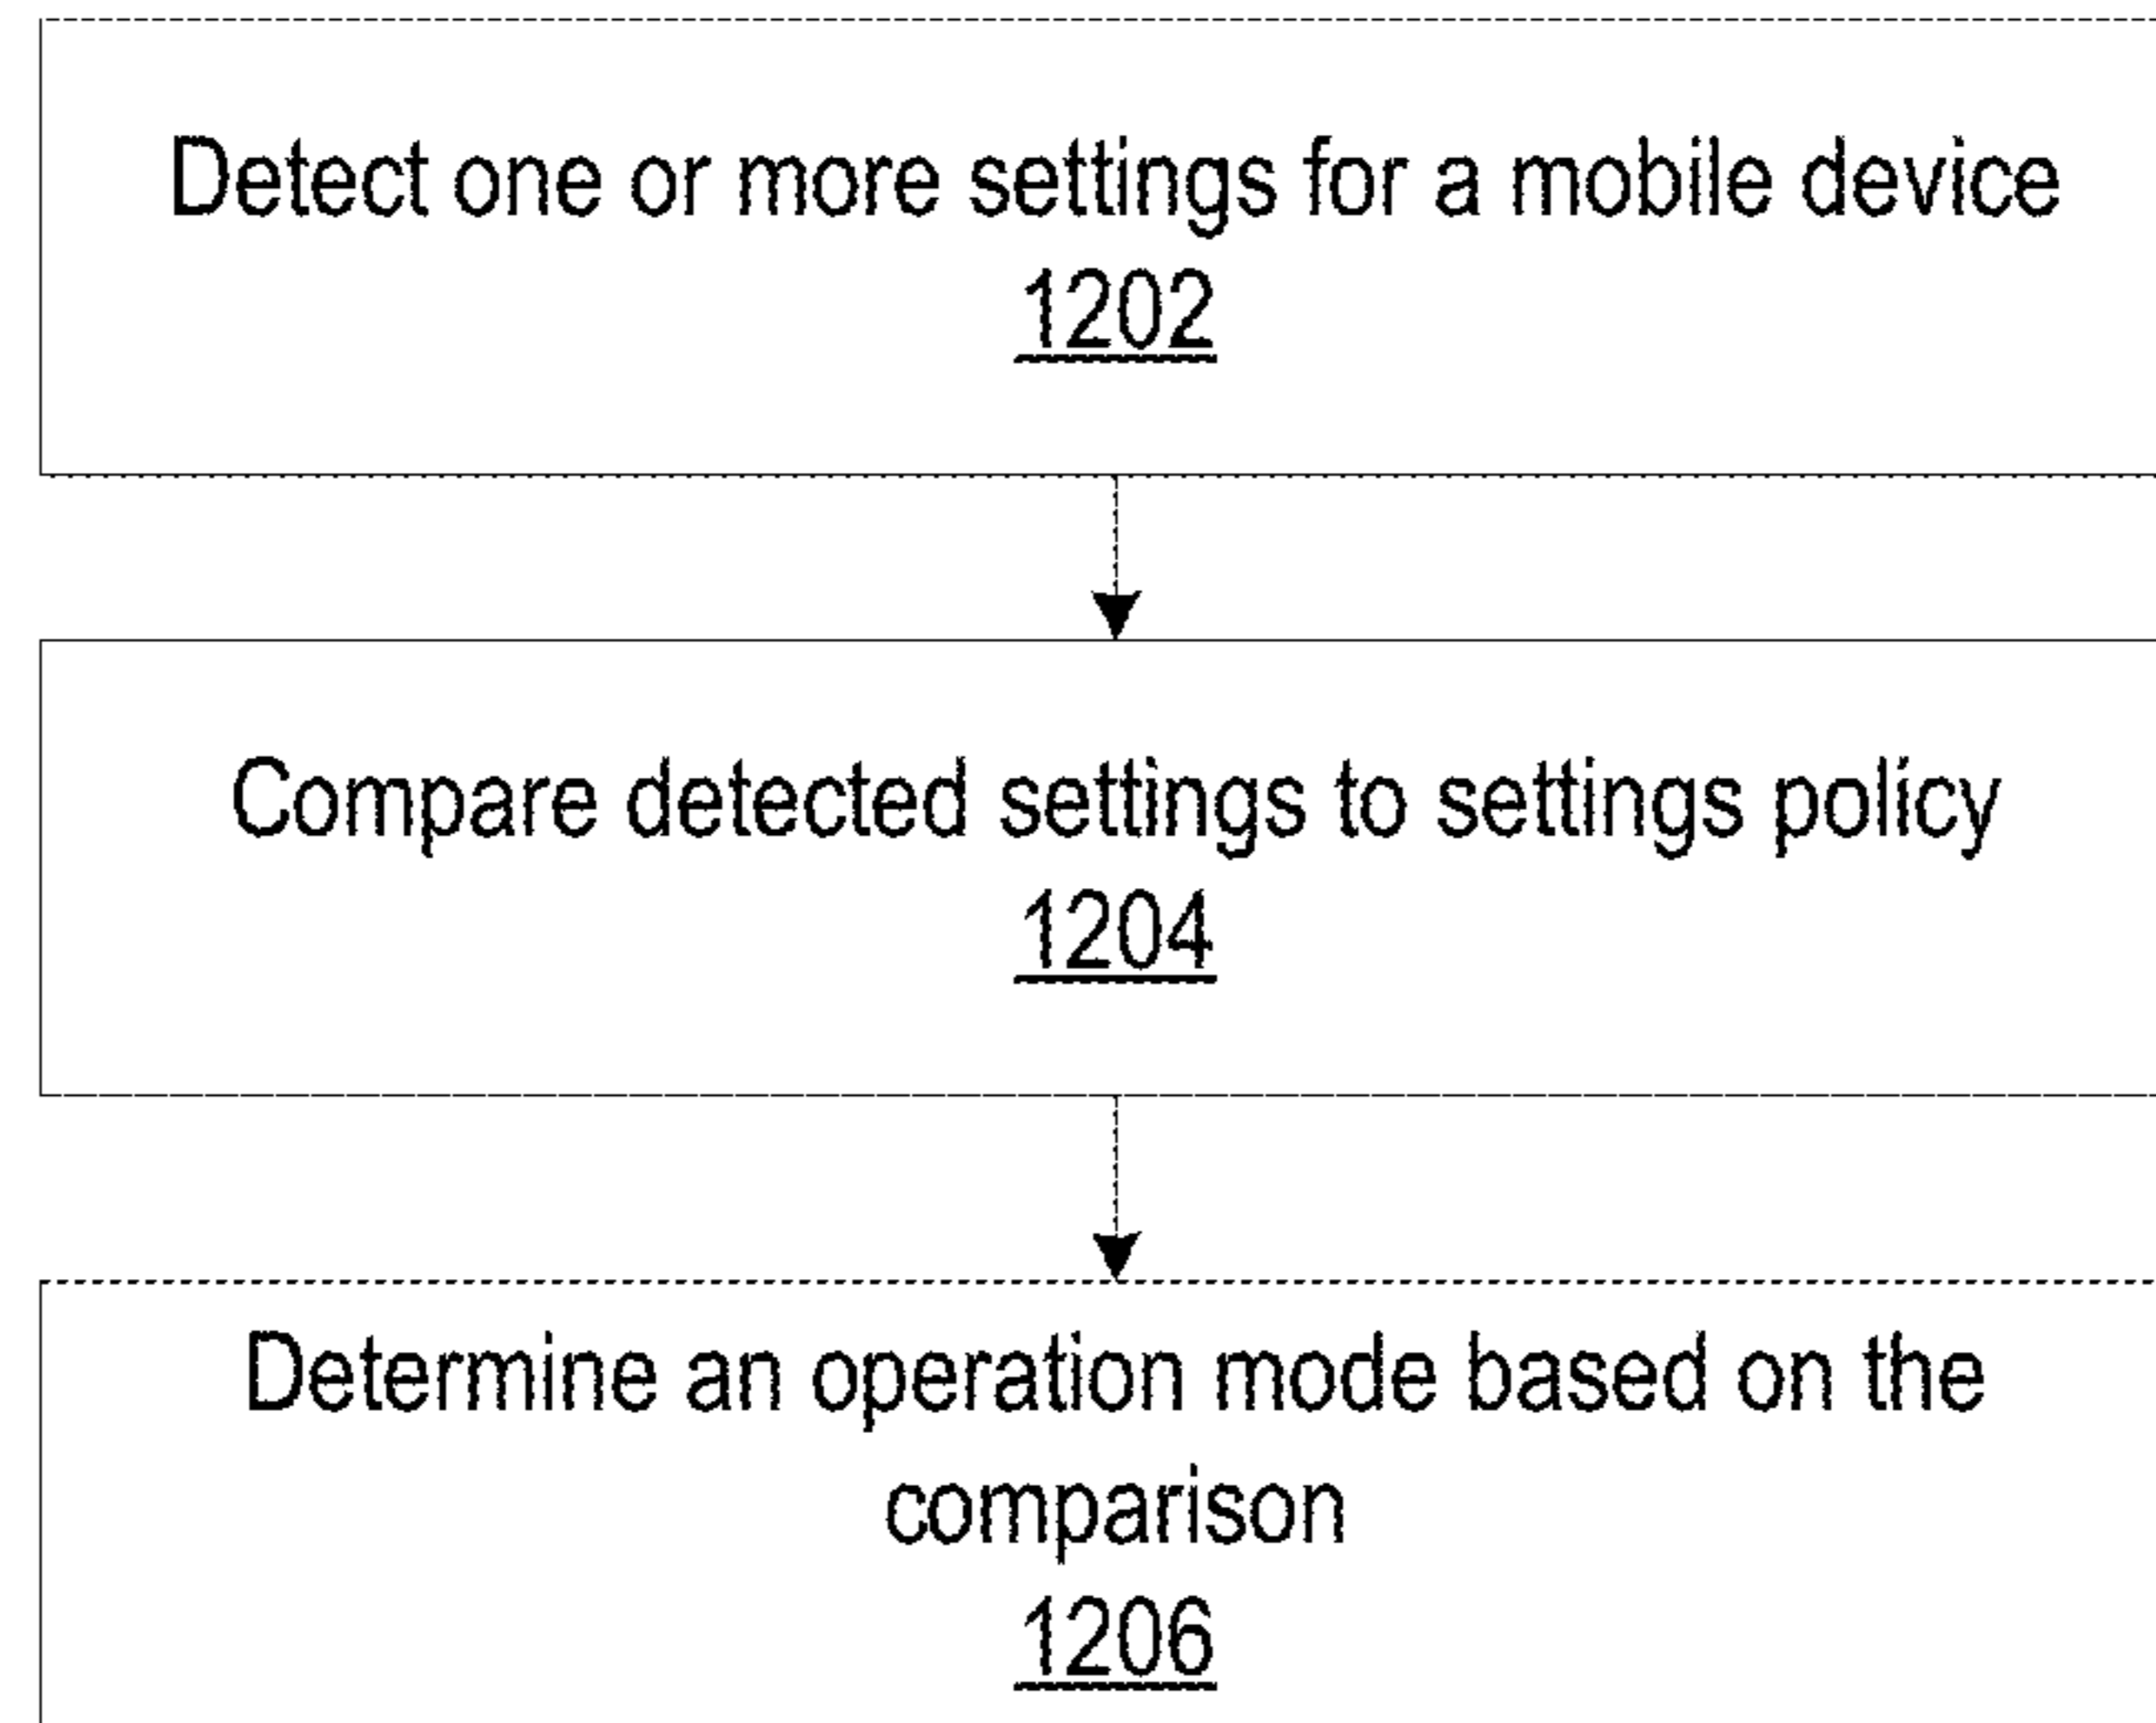 Detect one or more settings for a mobile device
1202
Compare detected settings to settings policy
1204
Determine an operation mode based on the
comparison
1206